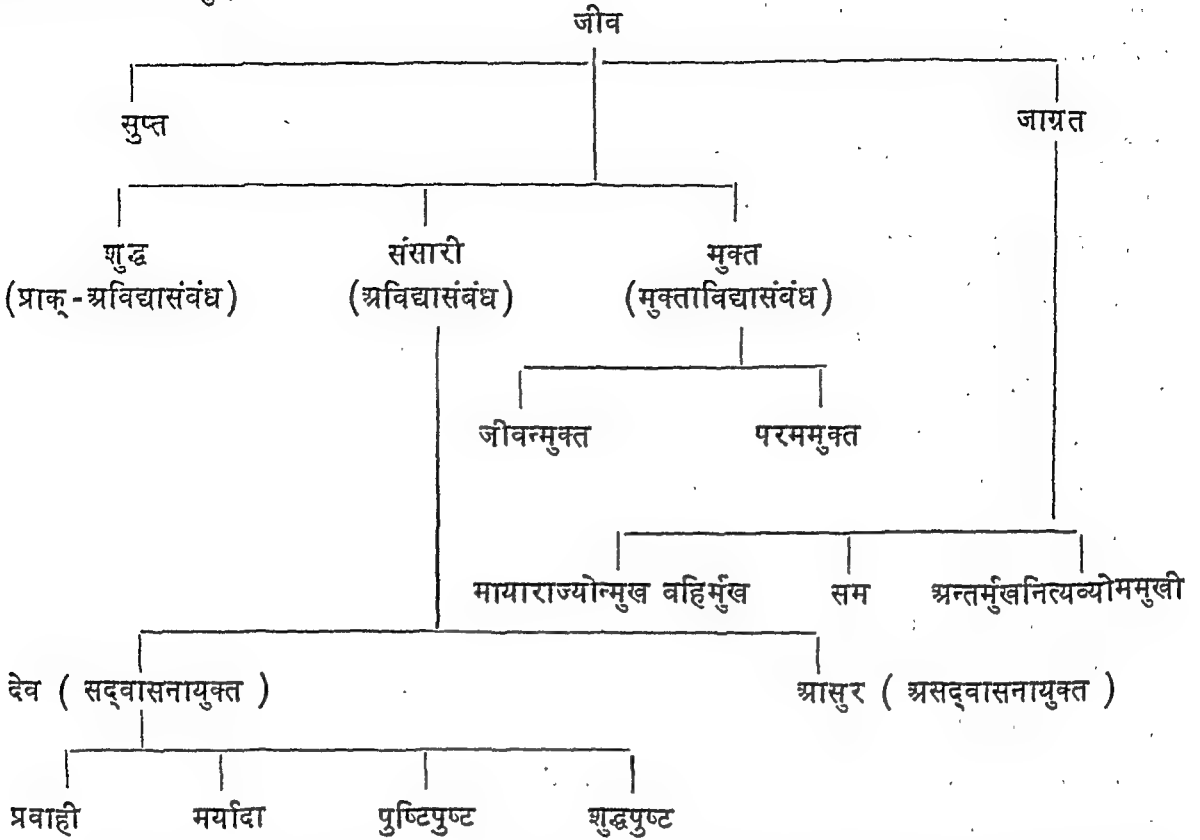 जीव
सुप्त जाग्रत
शुद्ध संसारी मुक्त
(प्राक्-अविद्यासंबंध) (अविद्यासंबंध) (मुक्ताविद्यासंबंध)
जीवन्मुक्त परममुक्त
मायाराज्योन्मुख वहिर्मुख सम अन्तर्मुखनित्यव्योममुखी
देव ( सद्वासनायुक्त ) आसुर ( असद्वासनायुक्त )
प्रवाही मर्यादा पुष्टिपुष्ट शुद्धपुष्ट